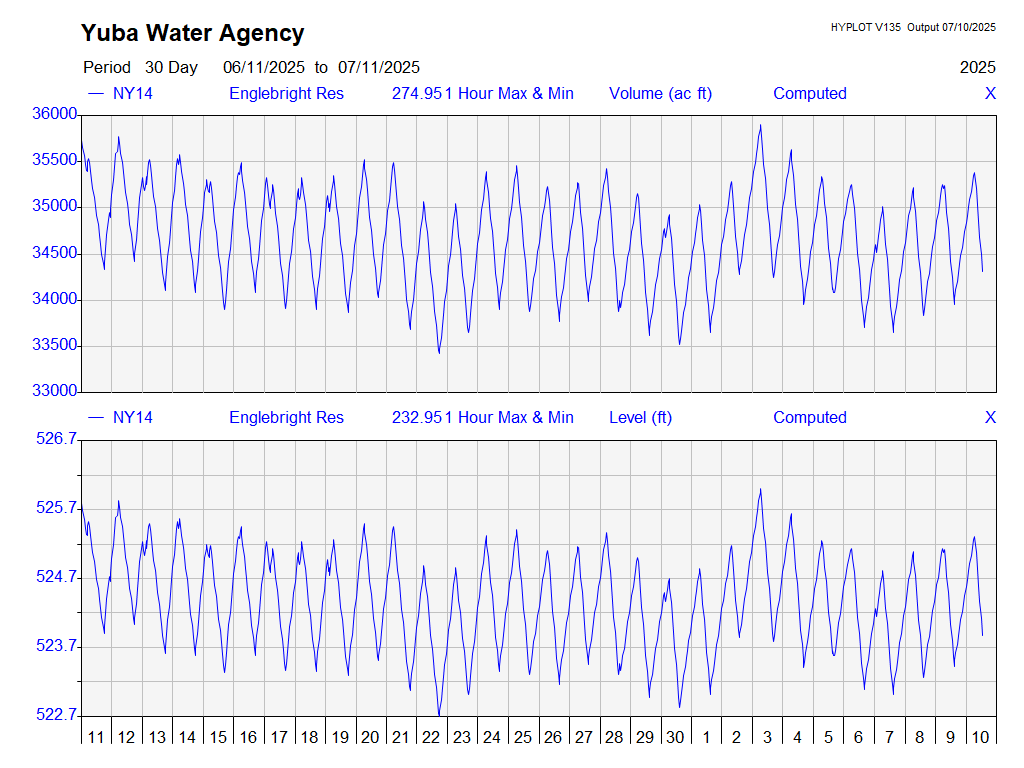 Yuba Water Agency
HYPLOT V135 Output 07/10/2025
Period 30 Day 06/11/2025 to 07/11/2025
2025
NY14 Englebright Res 274.951 Hour Max & Min Volume (ac ft) Computed X
36000
35500
35000
34500
34000
33500
33000
NY14 Englebright Res 232.951 Hour Max & Min Level (ft) Computed X
526.7
525.7
524.7
523.7
522.7
11 12 13 14 15 16 17 18 19 20 21 22 23 24 25 26 27 28 29 30 1 2 3 4 5 6 7 8 9 10